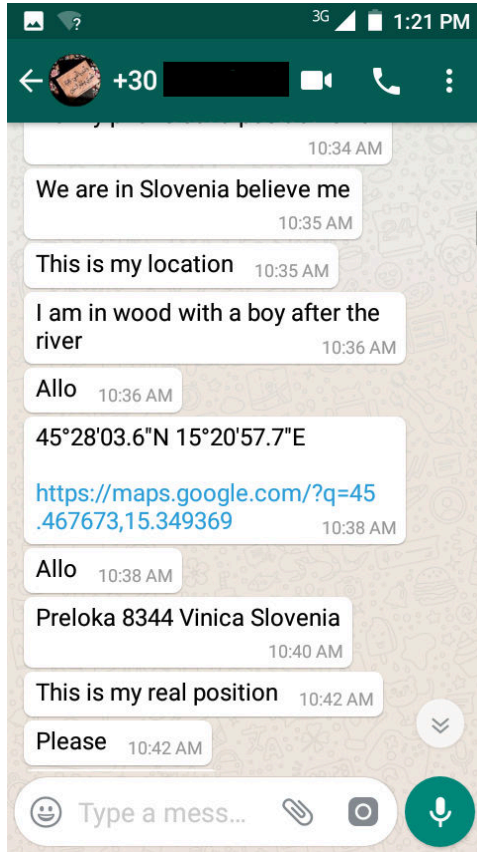 3G 1:21 PM
+30
10:34 AM
We are in Slovenia believe me
10:35 AM
This is my location 10:35 AM
I am in wood with a boy after the
river 10:36 AM
Allo 10:36 AM
45°28'03.6"N 15°20'57.7"E
https://maps.google.com/?q=45
.467673,15.349369 10:38 AM
Allo 10:38 AM
Preloka 8344 Vinica Slovenia
10:40 AM
This is my real position 10:42 AM
Please 10:42 AM
Type a mess...